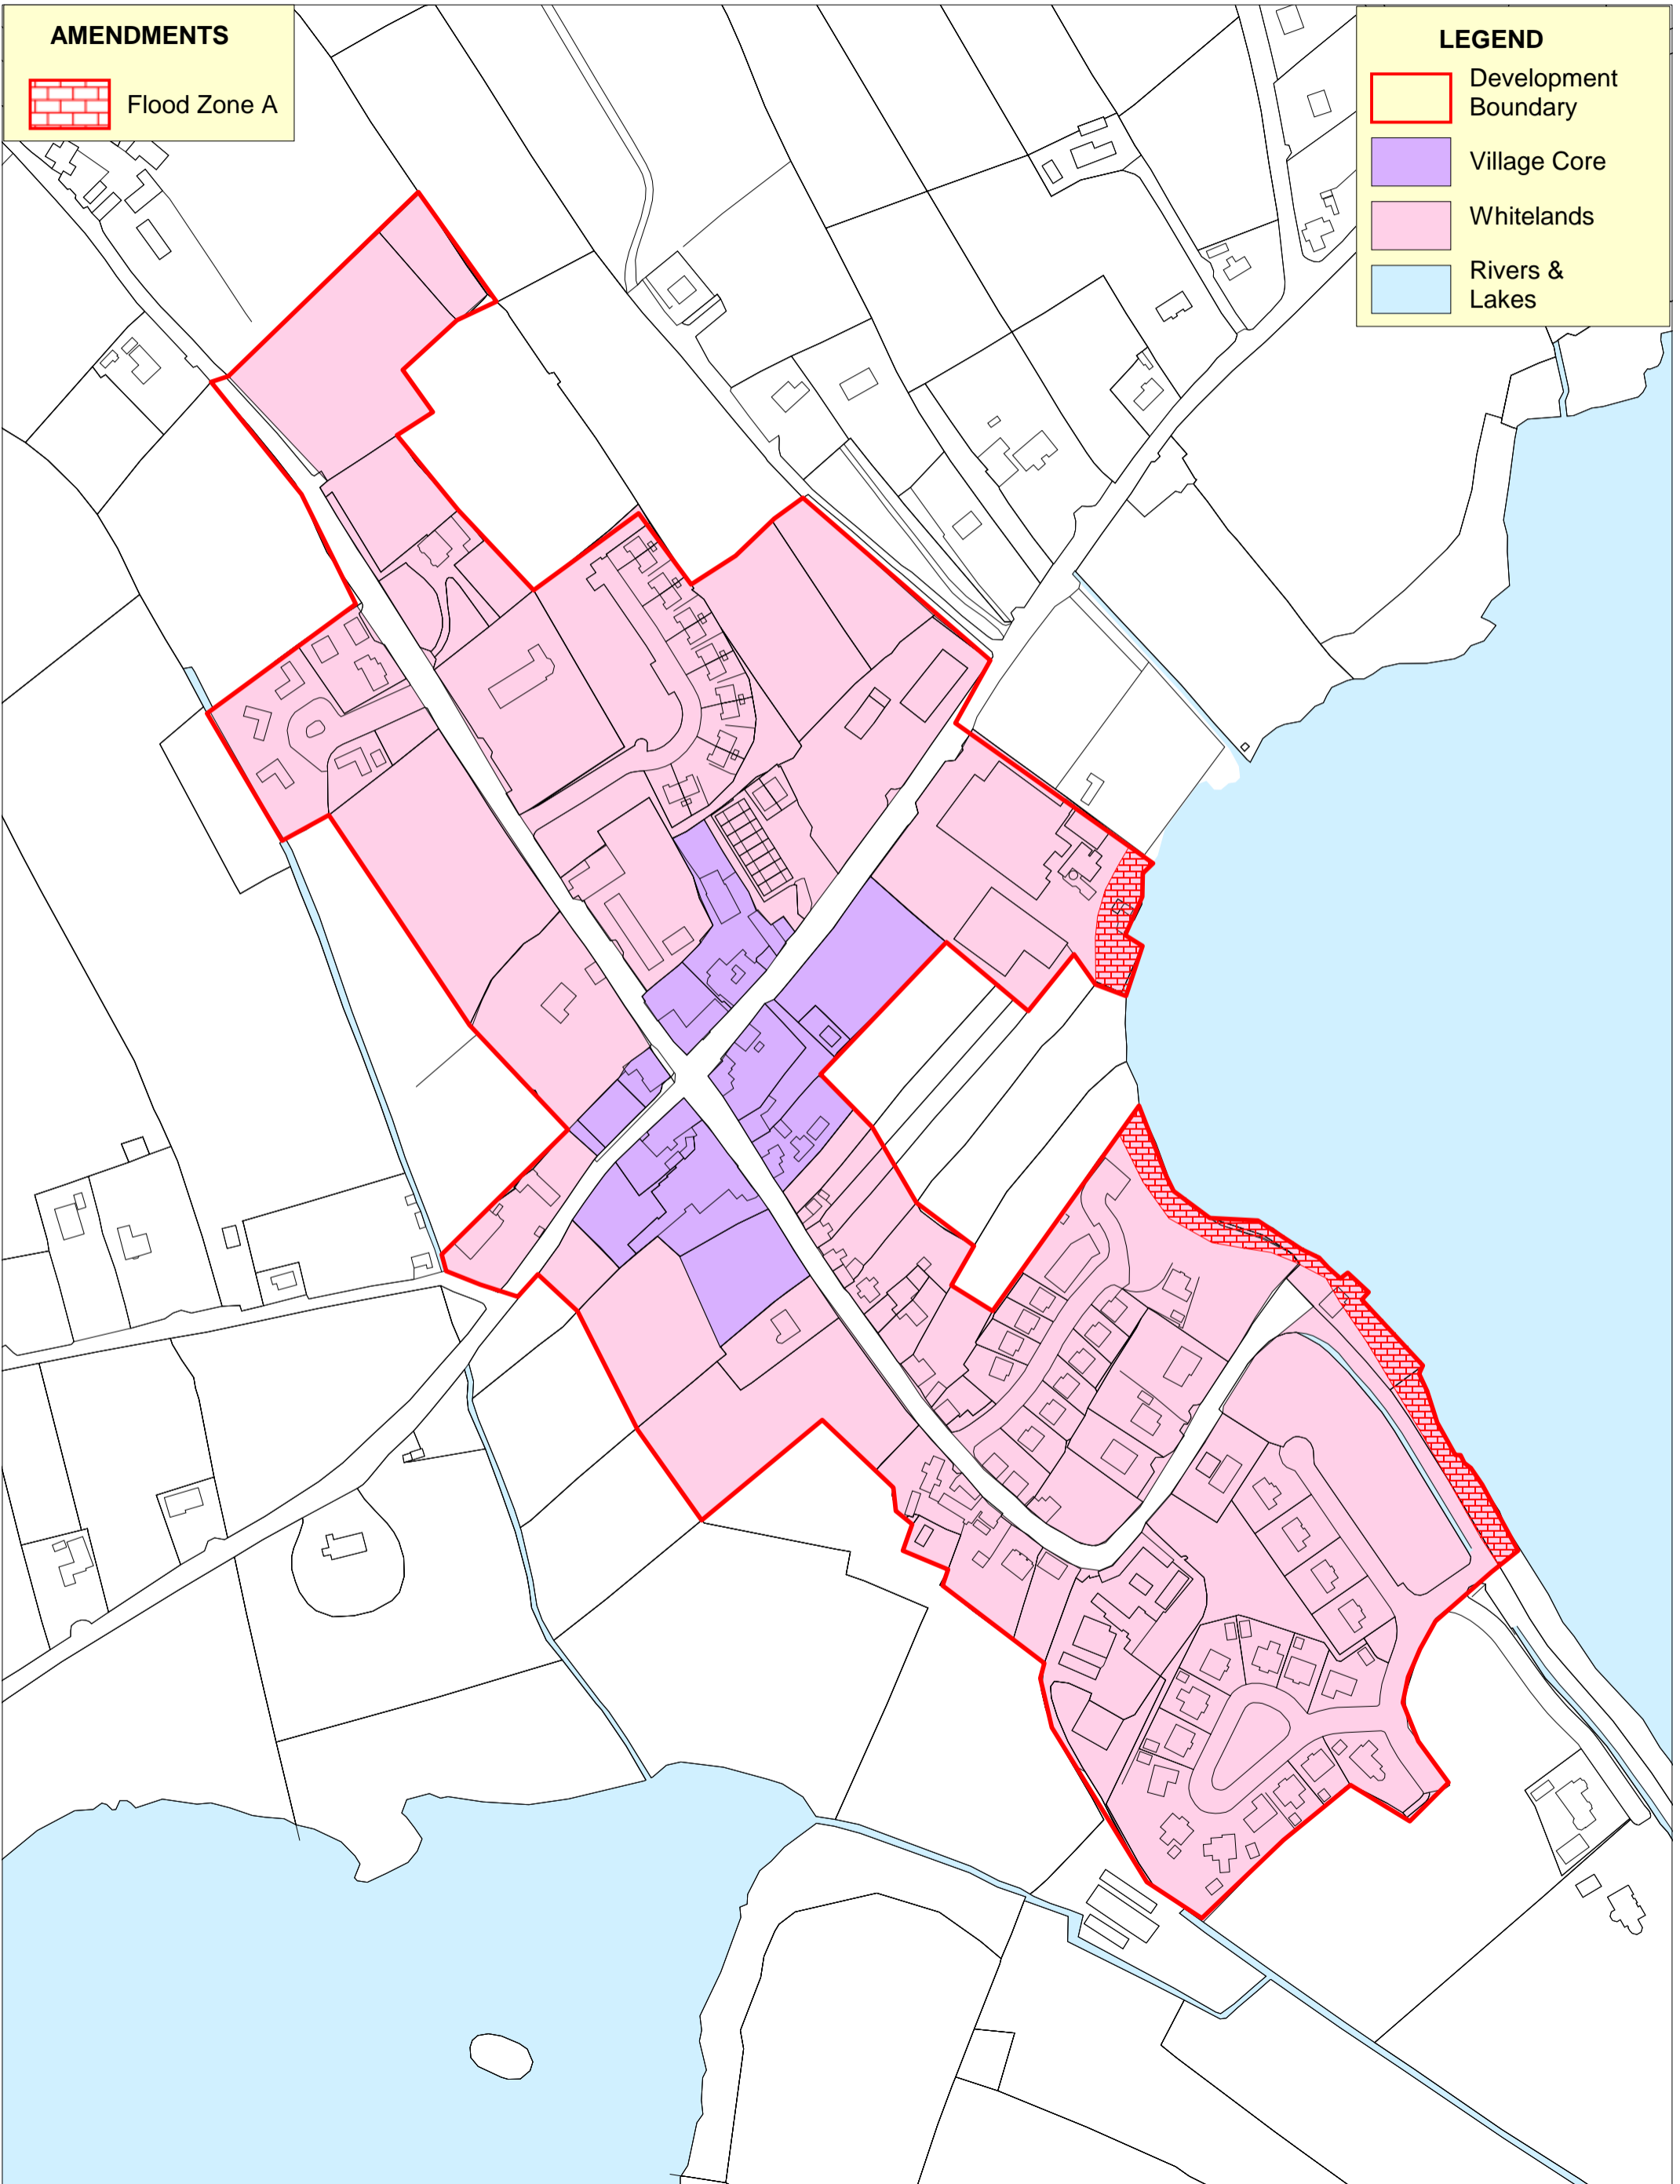 AMENDMENTS
Flood Zone A
LEGEND
Development
Boundary
Village Core
Whitelands
Rivers &
Lakes